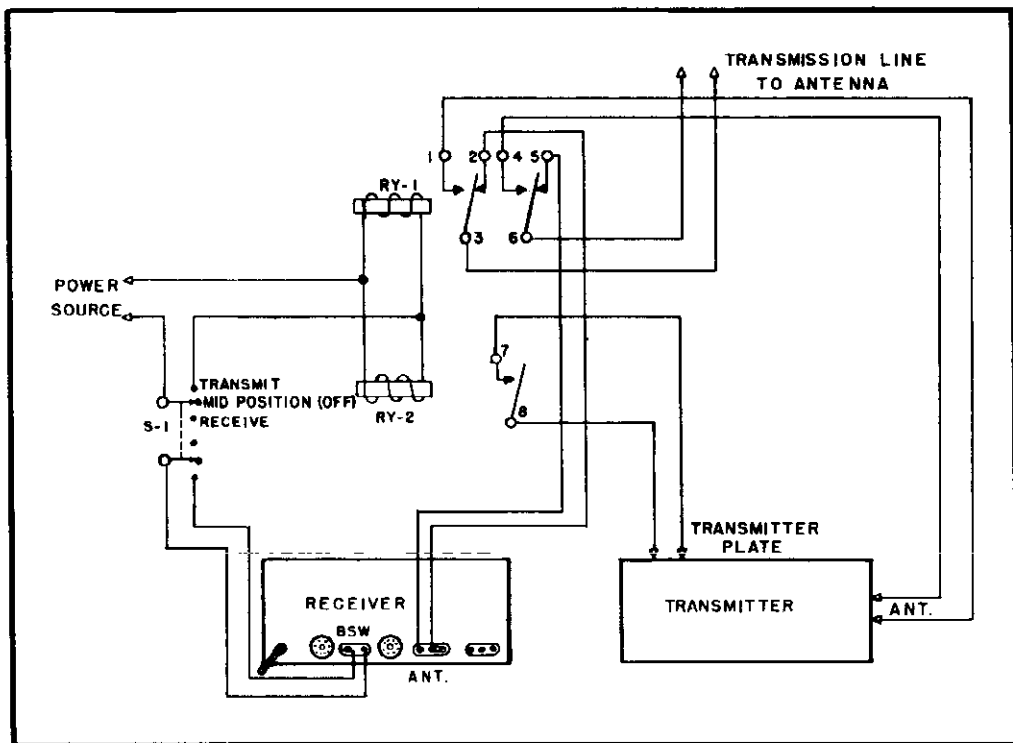 TRANSMISSION LINE
TO ANTENNA
1
2
4
5
RY-1
3
6
POWER
SOURCE
7
TRANSMIT
MID POSITION (OFF)
RECEIVE
S-1
RY-2
8
TRANSMITTER
PLATE
RECEIVER
BSW
ANT.
TRANSMITTER
ANT.